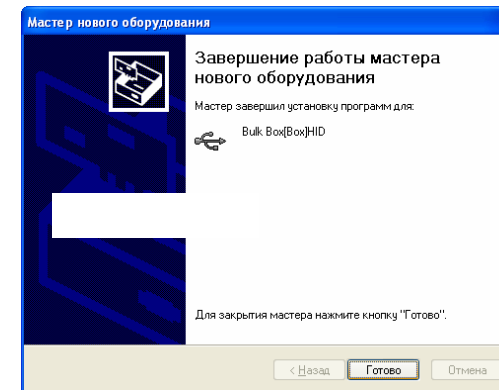 Мастер нового оборудования
Завершение работы мастера
нового оборудования
Мастер завершил установку программ для:
Bulk Box[Box]HID
Для закрытия мастера нажмите кнопку "Готово".
< Назад
Готово
Отмена